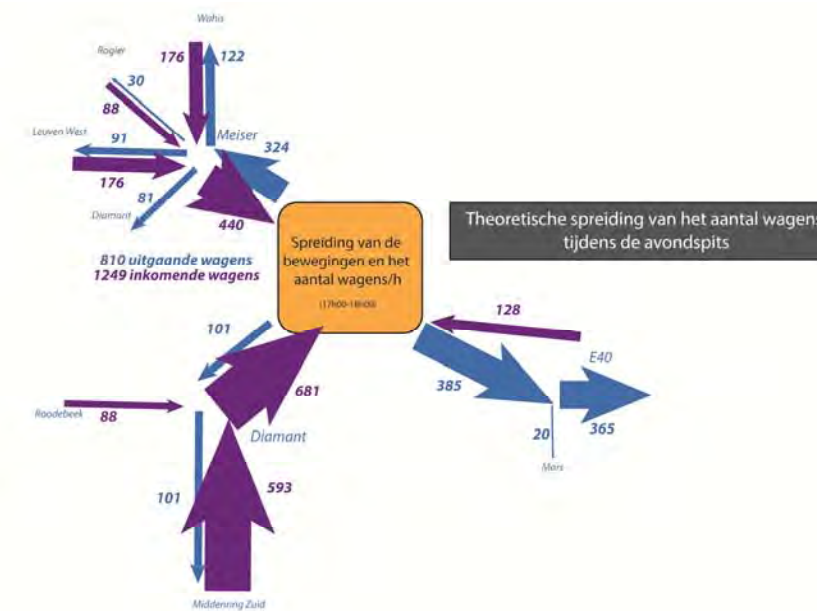 Wahis
176
122
Rogier
30
88
Leuven West
91
Meiser
324
176
81
Diamant
440
810 uitgaande wagens
1249 inkomende wagens
Spreiding van de
bewegingen en het
aantal wagens/h
(17h00-18h00)
Theoretische spreiding van het aantal wagens
tijdens de avondspits
101
128
E40
385
681
Roodebeek
88
365
20
Diamant
Mars
101
593
Middenring Zuid